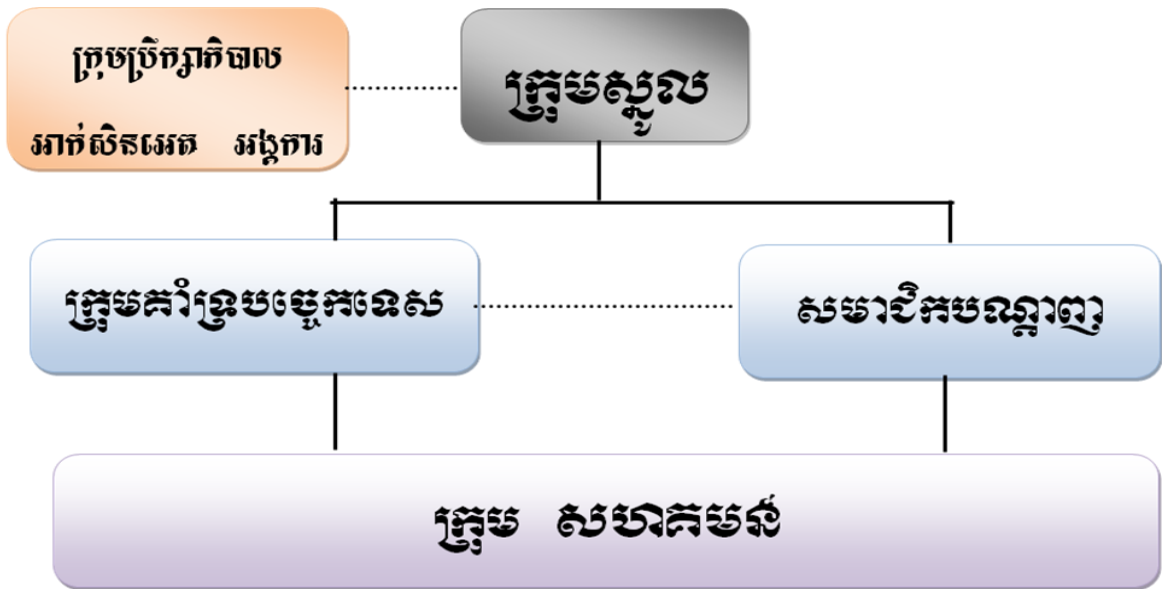 ក្រុមប្រឹក្សាភិបាល
អាក់សិនអេត អង្គការ
ក្រុមស្នូល
ក្រុមគាំទ្របច្ចេកទេស
សមាជិកបណ្តាញ
ក្រុម សហគមន៍